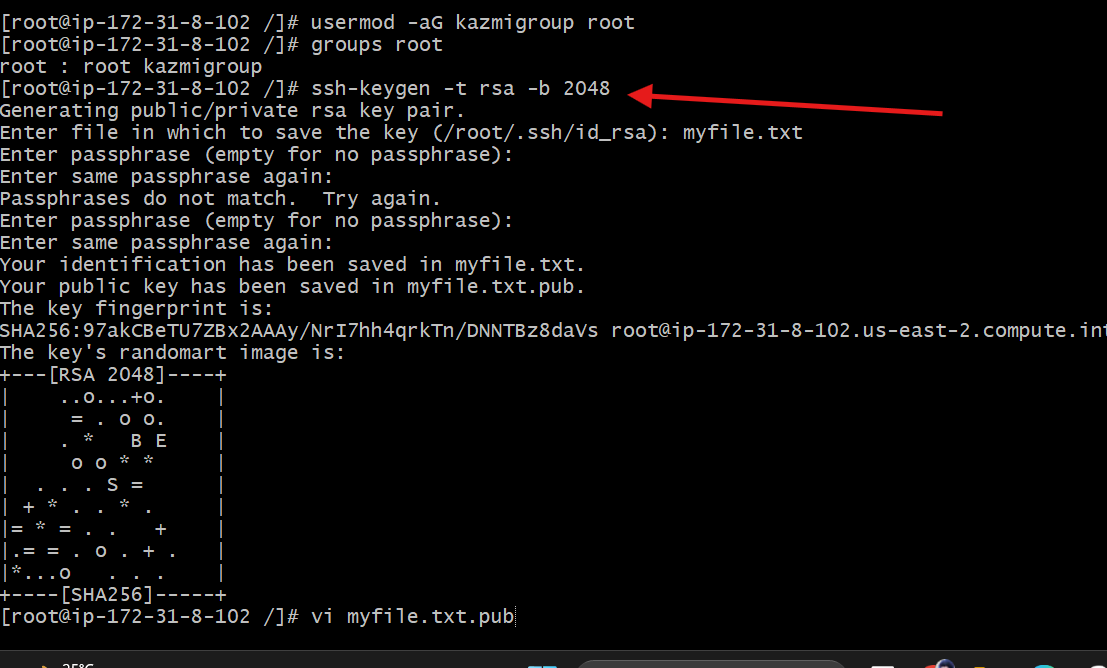 [root@ip-172-31-8-102 /]# usermod -aG kazmigroup root
[root@ip-172-31-8-102 /]# groups root
root : root kazmigroup
[root@ip-172-31-8-102 /]# ssh-keygen -t rsa -b 2048
Generating public/private rsa key pair.
Enter file in which to save the key (/root/.ssh/id_rsa): myfile.txt
Enter passphrase (empty for no passphrase):
Enter same passphrase again:
Passphrases do not match.  Try again.
Enter passphrase (empty for no passphrase):
Enter same passphrase again:
Your identification has been saved in myfile.txt.
Your public key has been saved in myfile.txt.pub.
The key fingerprint is:
SHA256:97akCBeTU7ZBx2AAAy/NrI7hh4qrkTn/DNNTBz8daVs root@ip-172-31-8-102.us-east-2.compute.int
The key's randomart image is:
+---[RSA 2048]----+
|    ..o...+o.    |
|     = . o o.    |
|    . *   B E    |
|     o o * *     |
|  . . . S =      |
| + * . . * .     |
|= * = . .   +    |
|.= = . o . + .   |
|*...o   . . .    |
+----[SHA256]-----+
[root@ip-172-31-8-102 /]# vi myfile.txt.pub